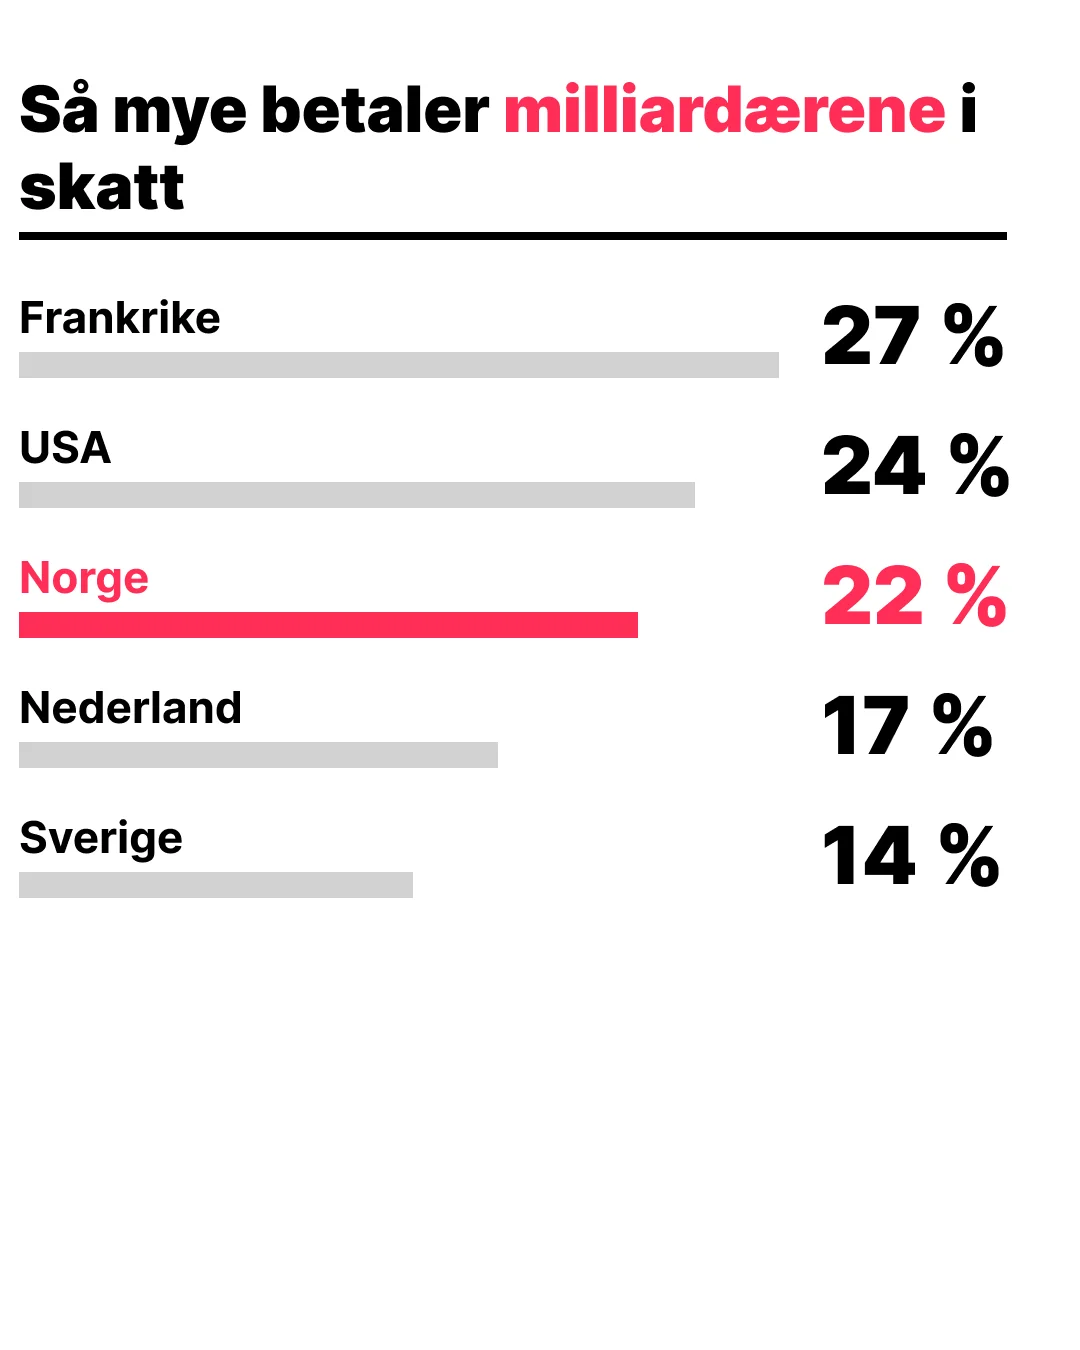 Så mye betaler milliardærene i
skatt
Frankrike
27 %
USA
24 %
Norge
22 %
Nederland
17 %
Sverige
14 %